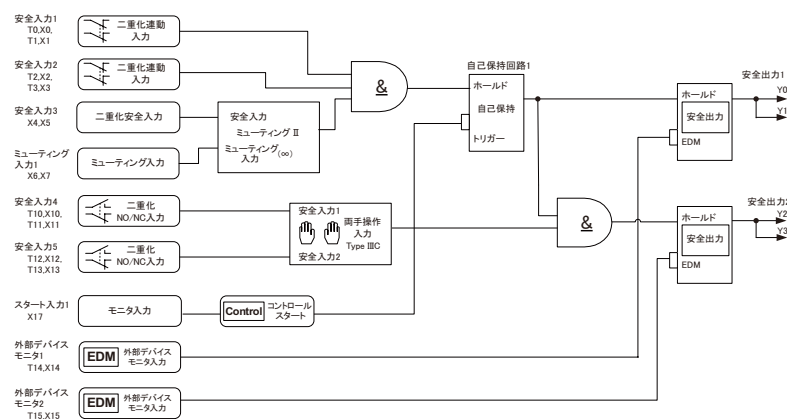 安全入力1
T0,X0,
T1,X1
二重化連動
入力
安全入力2
T2,X2,
T3,X3
二重化連動
入力
安全入力3
X4,X5
二重化安全入力
ミューティング
入力1
X6,X7
ミューティング入力
安全入力
ミューティング Ⅱ
ミューティング
入力 (∞)
&
自己保持回路1
ホールド
自己保持
トリガー
安全入力4
T10,X10,
T11,X11
二重化
NO/NC入力
安全入力5
T12,X12,
T13,X13
二重化
NO/NC入力
安全入力1
両手操作
入力
Type ⅢC
安全入力2
&
スタート入力1
X17
モニタ入力
Control
コントロール
スタート
外部デバイス
モニタ1
T14,X14
EDM
外部デバイス
モニタ入力
外部デバイス
モニタ2
T15,X15
EDM
外部デバイス
モニタ入力
安全出力1
ホールド
安全出力
EDM
Y0
Y1
安全出力2
ホールド
安全出力
EDM
Y2
Y3